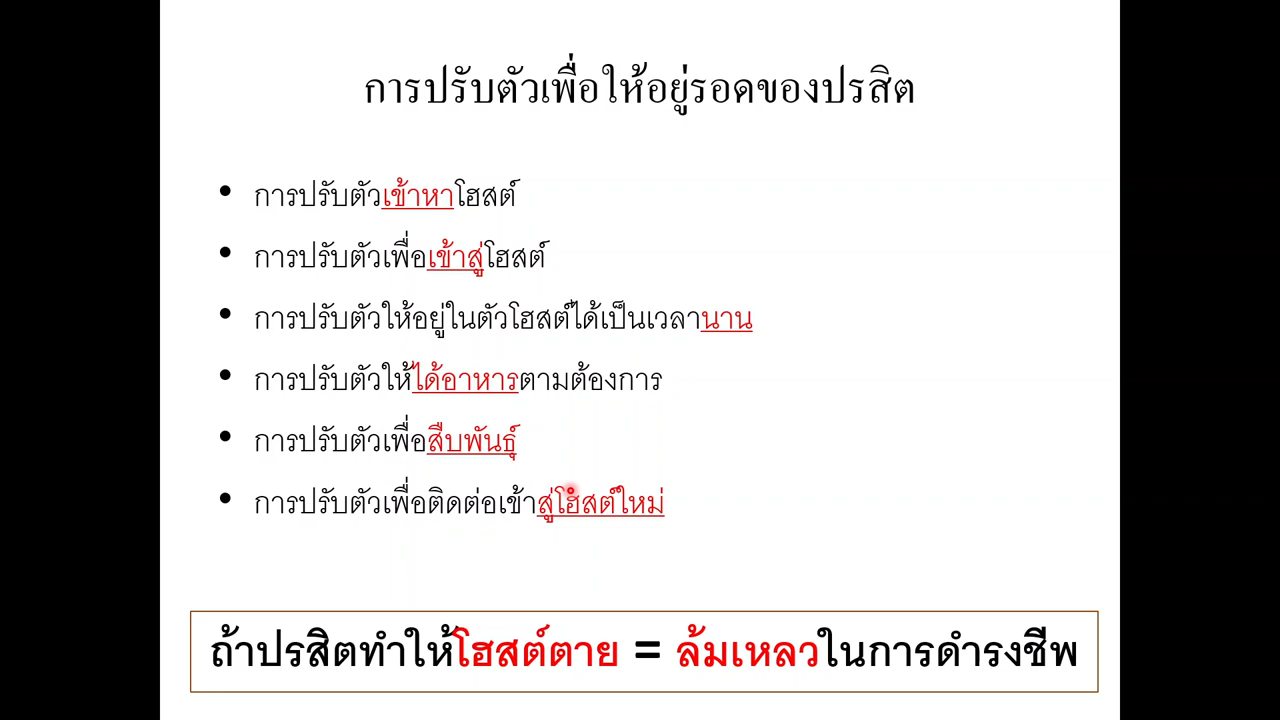 การปรับตัวเพื่อให้อยู่รอดของปรสิต
• การปรับตัวเข้าหาโฮสต์
• การปรับตัวเพื่อเข้าสู่โฮสต์
• การปรับตัวให้อยู่ในตัวโฮสต์ได้เป็นเวลานาน
• การปรับตัวให้ได้อาหารตามต้องการ
• การปรับตัวเพื่อสืบพันธุ์
• การปรับตัวเพื่อติดต่อเข้าสู่โฮสต์ใหม่
ถ้าปรสิตทำให้โฮสต์ตาย = ล้มเหลวในการดำรงชีพ